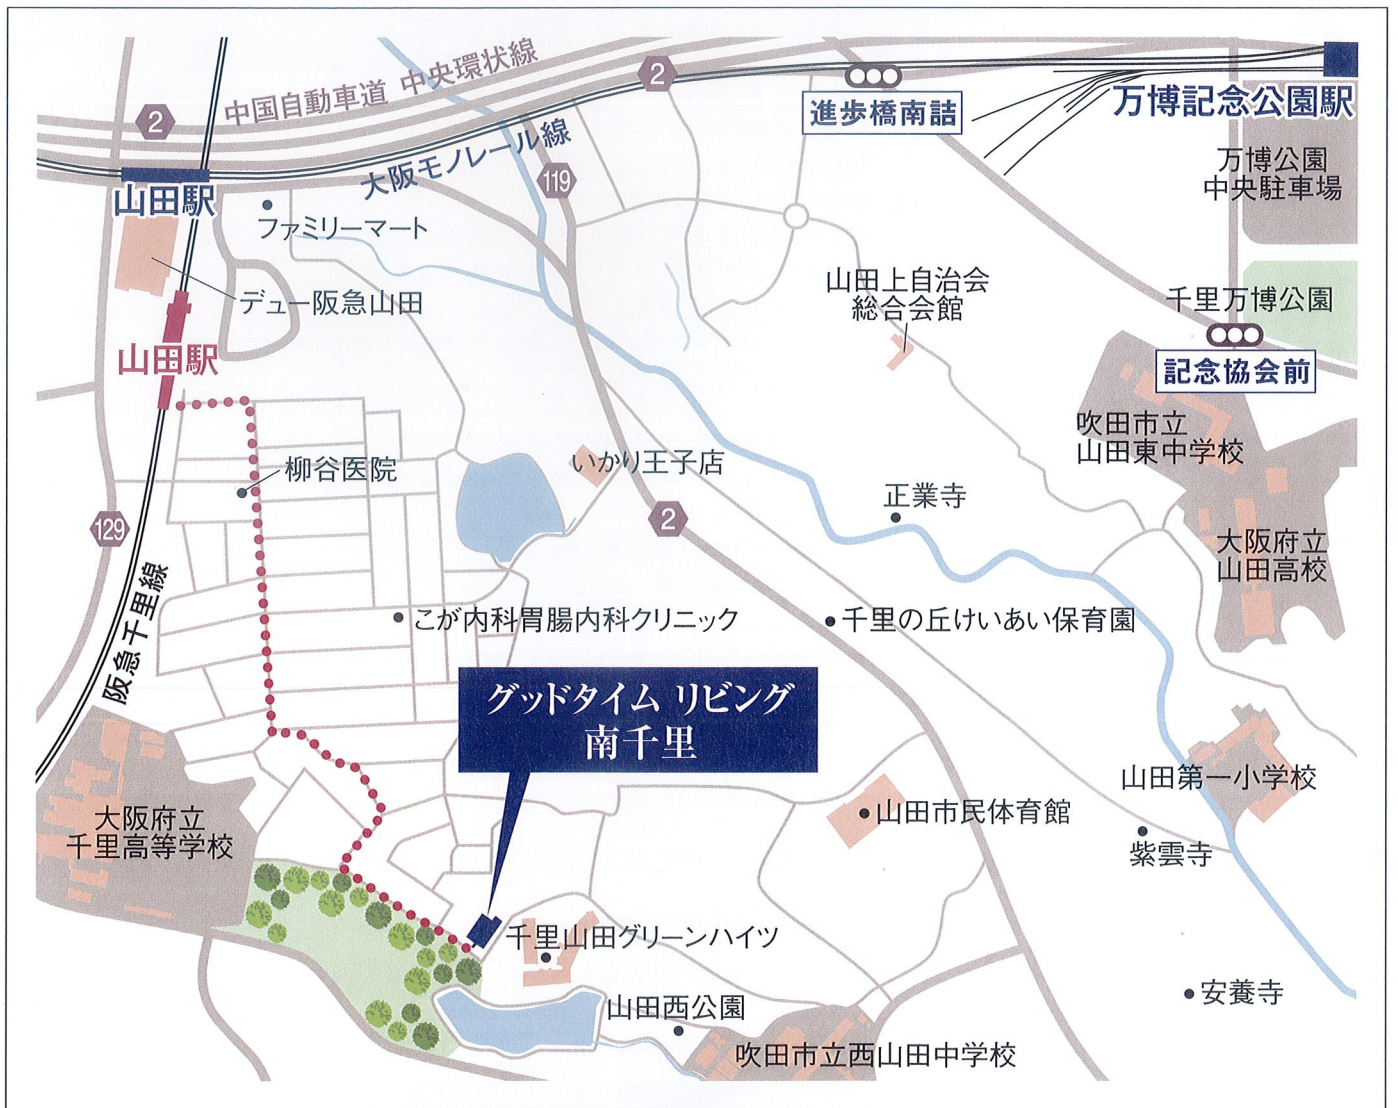 中国自動車道 中央環状線
2
2
進歩橋南詰
万博記念公園駅
万博公園
中央駐車場
大阪モノレール線
119
山田駅
ファミリーマート
デュー阪急山田
山田上自治会
総合会館
千里万博公園
記念協会前
山田駅
吹田市立
山田東中学校
柳谷医院
いかり王子店
正業寺
2
129
大阪府立
山田高校
阪急千里線
こが内科胃腸内科クリニック
千里の丘けいあい保育園
グッドタイム リビング
南千里
山田第一小学校
大阪府立
千里高等学校
山田市民体育館
紫雲寺
千里山田グリーンハイツ
山田西公園
安養寺
吹田市立西山田中学校